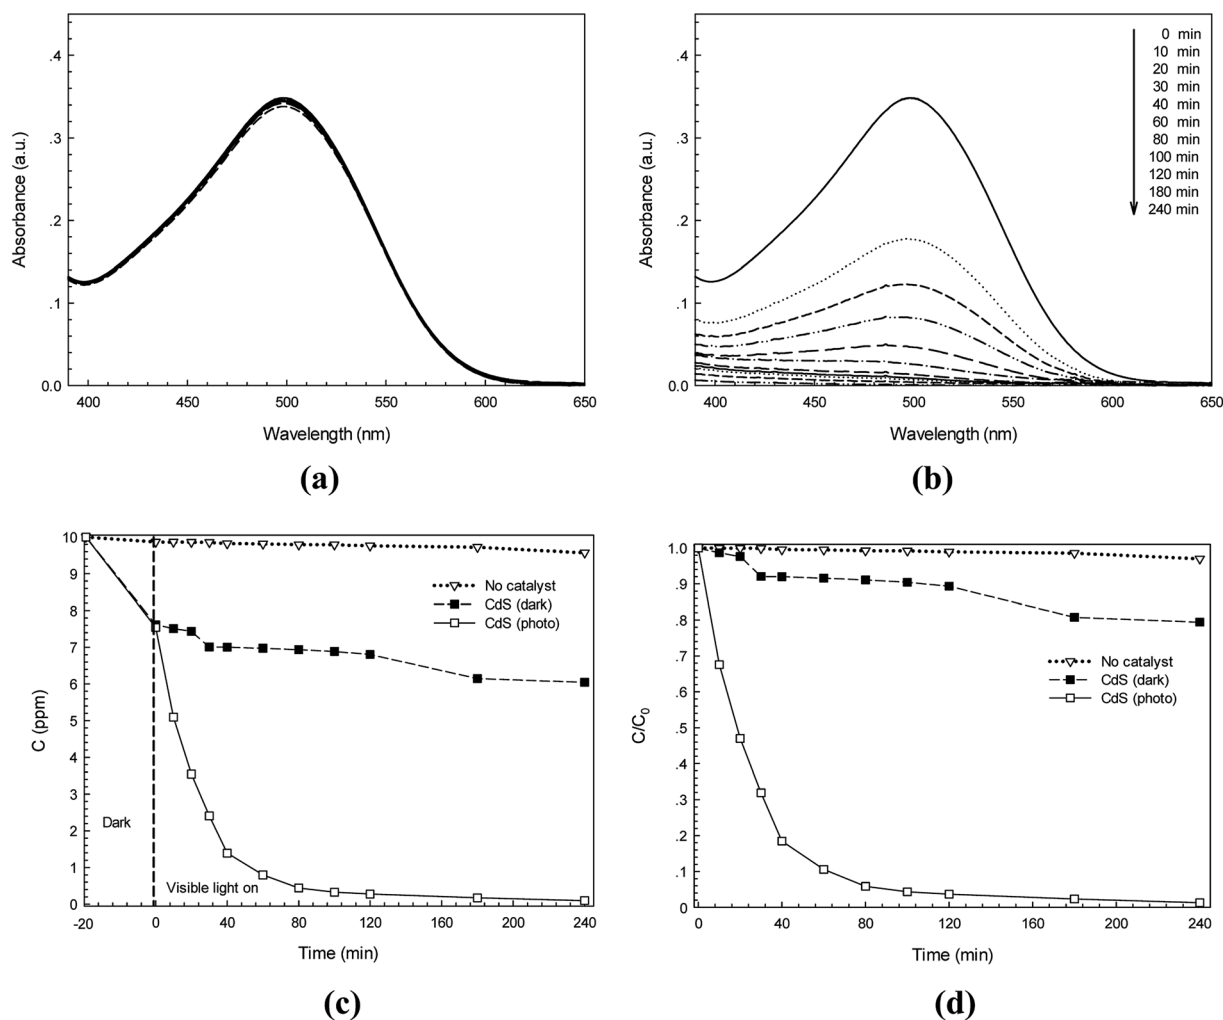 .4
.3
.2
.1
0.0
400 450 500 550 600 650
Absorbance (a.u.)
Wavelength (nm)
(a)
.4
.3
.2
.1
0.0
400 450 500 550 600 650
Absorbance (a.u.)
Wavelength (nm)
0 min
10 min
20 min
30 min
40 min
60 min
80 min
100 min
120 min
180 min
240 min
(b)
10
9
8
7
6
5
4
3
2
1
0
-20 0 40 80 120 160 200 240
C (ppm)
Time (min)
No catalyst
CdS (dark)
CdS (photo)
Dark
Visible light on
(c)
1.0
.9
.8
.7
.6
.5
.4
.3
.2
.1
0
0 40 80 120 160 200 240
C/C₀
Time (min)
No catalyst
CdS (dark)
CdS (photo)
(d)